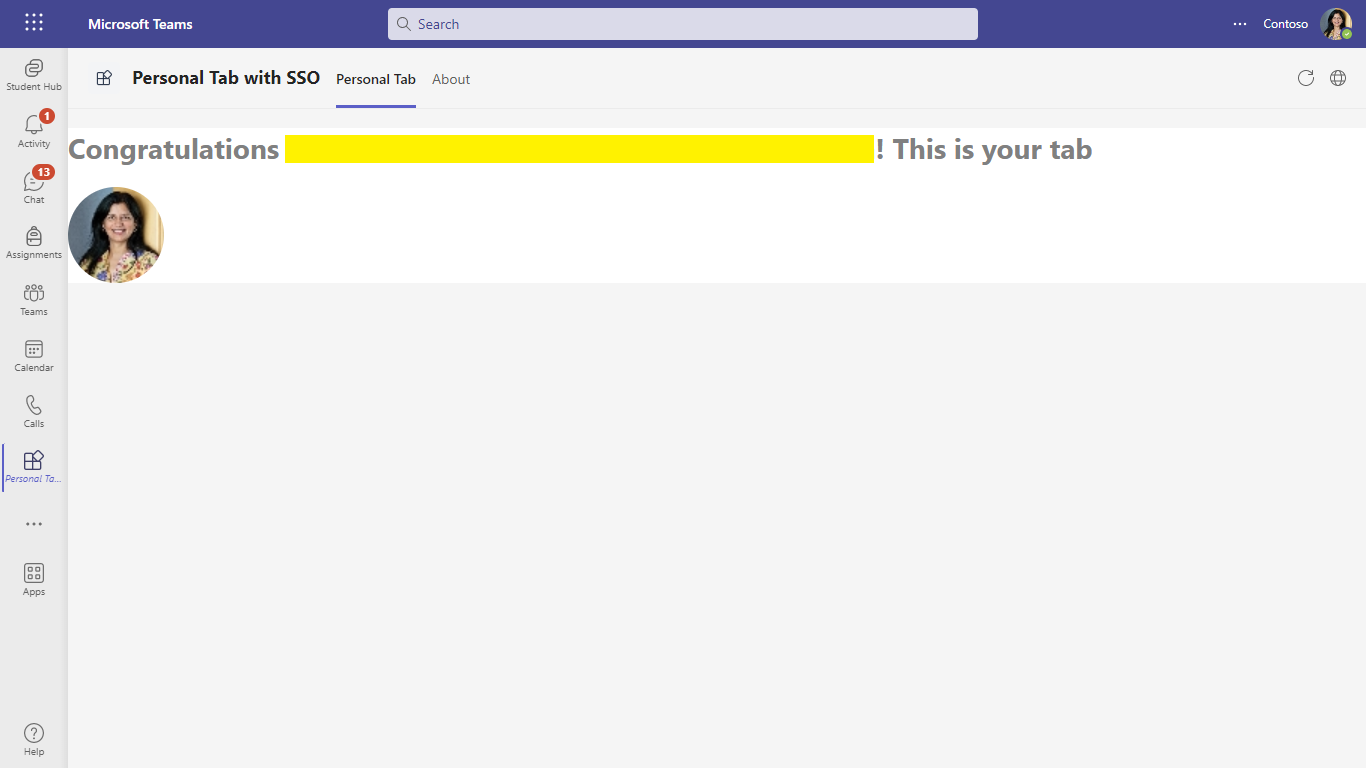 Microsoft Teams
Search
Contoso
Student Hub
Personal Tab with SSO
Personal Tab
About
1
Activity
Congratulations ! This is your tab
13
Chat
Assignments
Teams
Calendar
Calls
Personal Ta...
Apps
Help